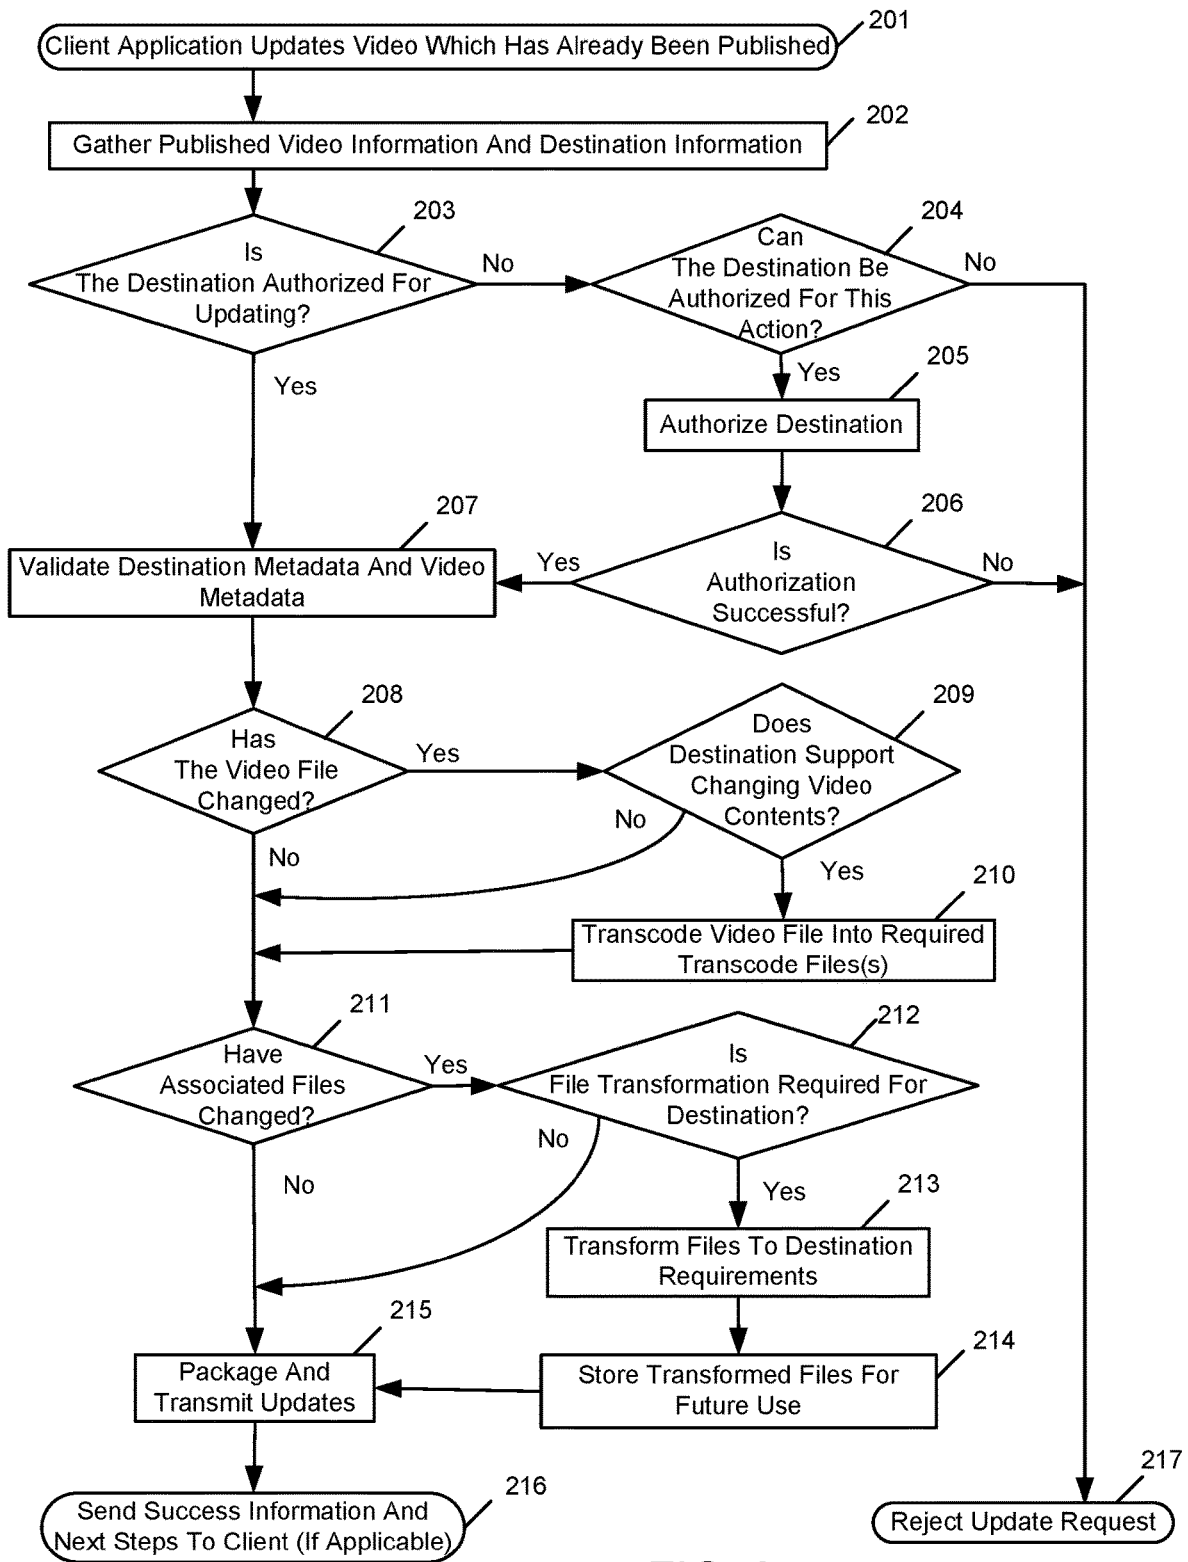 201
Client Application Updates Video Which Has Already Been Published
202
Gather Published Video Information And Destination Information
203
Is
The Destination Authorized For
Updating?
No
Yes
204
Can
The Destination Be
Authorized For This
Action?
No
Yes
205
Authorize Destination
206
Is
Authorization
Successful?
Yes
No
207
Validate Destination Metadata And Video
Metadata
208
Has
The Video File
Changed?
Yes
No
209
Does
Destination Support
Changing Video
Contents?
No
Yes
210
Transcode Video File Into Required
Transcode Files(s)
211
Have
Associated Files
Changed?
Yes
No
212
Is
File Transformation Required For
Destination?
No
Yes
213
Transform Files To Destination
Requirements
214
Store Transformed Files For
Future Use
215
Package And
Transmit Updates
216
Send Success Information And
Next Steps To Client (If Applicable)
217
Reject Update Request